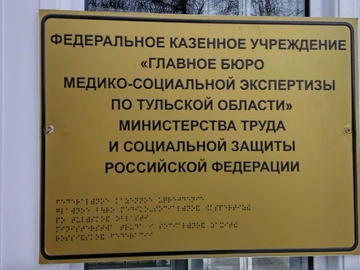 ФЕДЕРАЛЬНОЕ КАЗЕННОЕ УЧРЕЖДЕНИЕ
«ГЛАВНОЕ БЮРО
МЕДИКО-СОЦИАЛЬНОЙ ЭКСПЕРТИЗЫ
ПО ТУЛЬСКОЙ ОБЛАСТИ»
МИНИСТЕРСТВА ТРУДА
И СОЦИАЛЬНОЙ ЗАЩИТЫ
РОССИЙСКОЙ ФЕДЕРАЦИИ